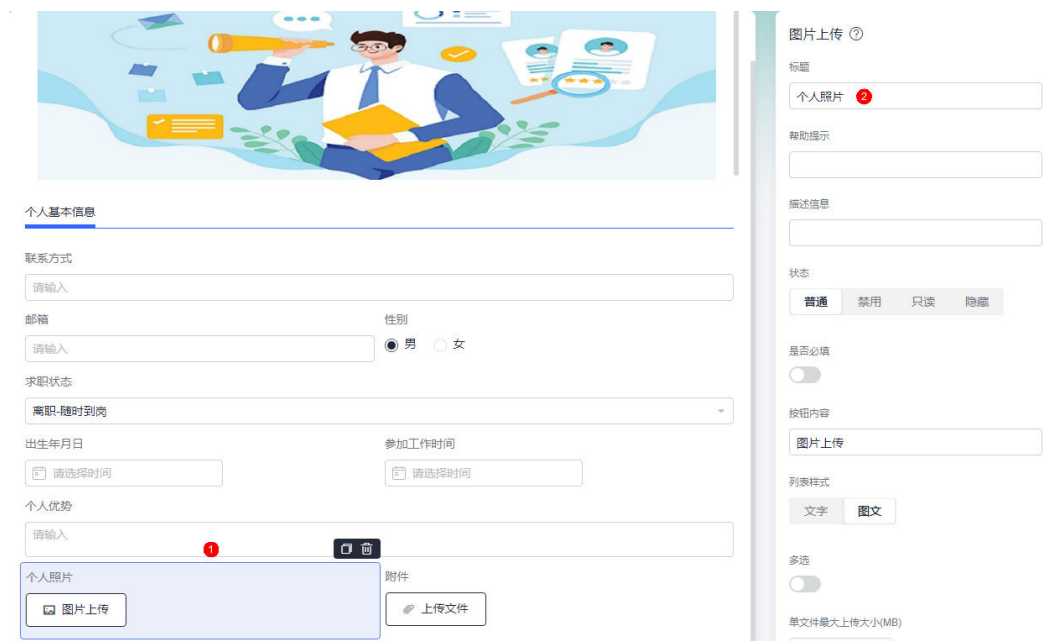 个人基本信息
联系方式
请输入
邮箱
性别
请输入
男
女
求职状态
离职-随时到岗
出生年月日
参加工作时间
请选择时间
请选择时间
个人优势
请输入
1
个人照片
附件
图片上传
上传文件
图片上传 ?
标题
个人照片 2
帮助提示
描述信息
状态
普通 禁用 只读 隐藏
是否必填
按钮内容
图片上传
列表样式
文字 图文
多选
单文件最大上传大小(MB)